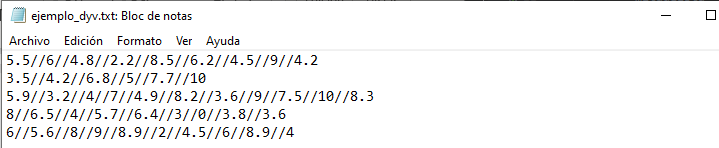 ejemplo_dyv.txt: Bloc de notas
Archivo Edición Formato Ver Ayuda
5.5//6//4.8//2.2//8.5//6.2//4.5//9//4.2
3.5//4.2//6.8//5//7.7//10
5.9//3.2//4//7//4.9//8.2//3.6//9//7.5//10//8.3
8//6.5//4//5.7//6.4//3//0//3.8//3.6
6//5.6//8//9//8.9//2//4.5//6//8.9//4